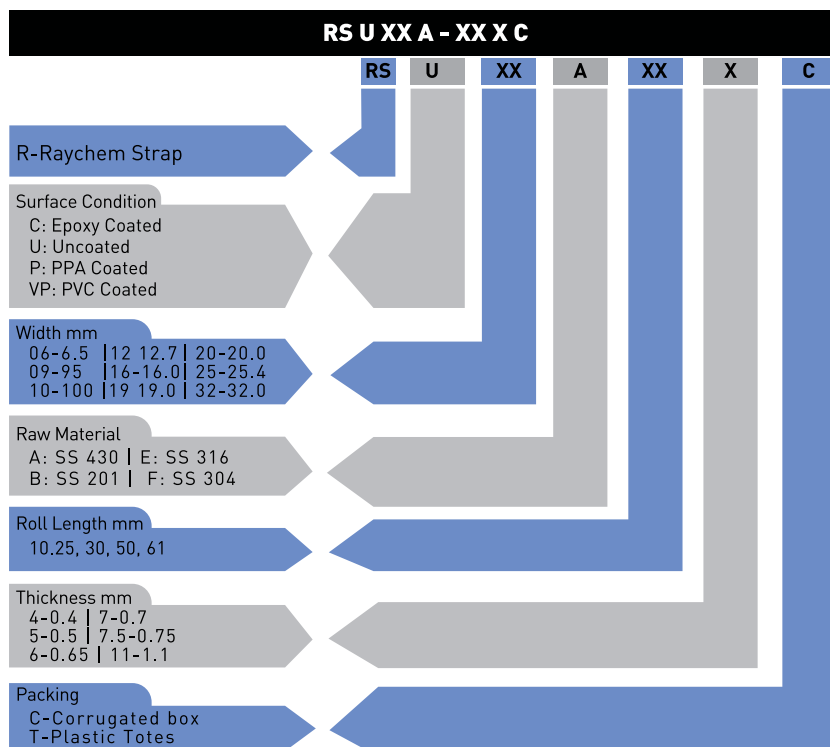 RS U XX A - XX X C
RS U XX A XX X C
R-Raychem Strap
Surface Condition
C: Epoxy Coated
U: Uncoated
P: PPA Coated
VP: PVC Coated
Width mm
06-6.5 |12 12.7| 20-20.0
09-95 |16-16.0| 25-25.4
10-100 |19 19.0| 32-32.0
Raw Material
A: SS 430 | E: SS 316
B: SS 201 | F: SS 304
Roll Length mm
10.25, 30, 50, 61
Thickness mm
4-0.4 | 7-0.7
5-0.5 | 7.5-0.75
6-0.65 | 11-1.1
Packing
C-Corrugated box
T-Plastic Totes